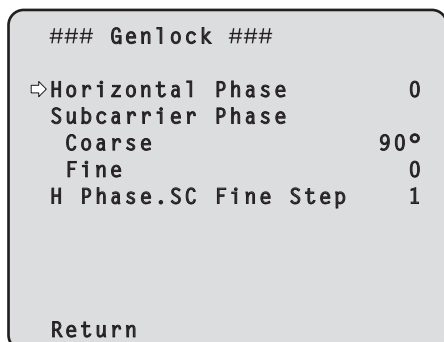 ### Genlock ###
⇨Horizontal Phase 0
Subcarrier Phase
Coarse 90°
Fine 0
H Phase.SC Fine Step 1
Return